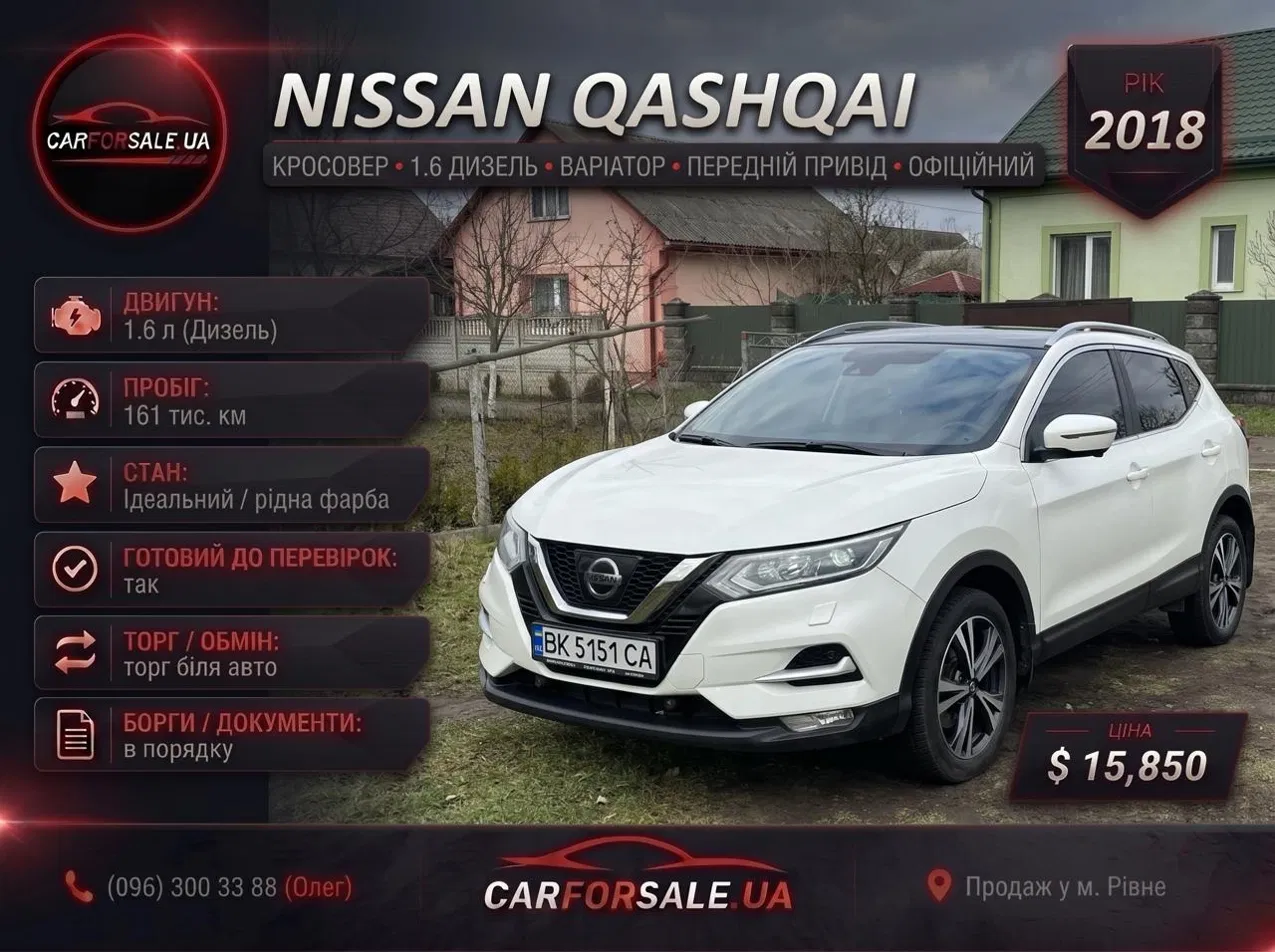 CARFORSALE.UA
NISSAN QASHQAI
КРОСОВЕР • 1.6 ДИЗЕЛЬ • ВАРІАТОР • ПЕРЕДНІЙ ПРИВІД • ОФІЦІЙНИЙ
РІК
2018
ДВИГУН:
1.6 л (Дизель)
ПРОБІГ:
161 тис. км
СТАН:
Ідеальний / рідна фарба
ГОТОВИЙ ДО ПЕРЕВІРОК:
так
ТОРГ / ОБМІН:
торг біля авто
БОРГИ / ДОКУМЕНТИ:
в порядку
NISSAN
BK 5151 CA
ЦІНА
$ 15,850
(096) 300 33 88 (Олег)
CARFORSALE.UA
Продаж у м. Рівне